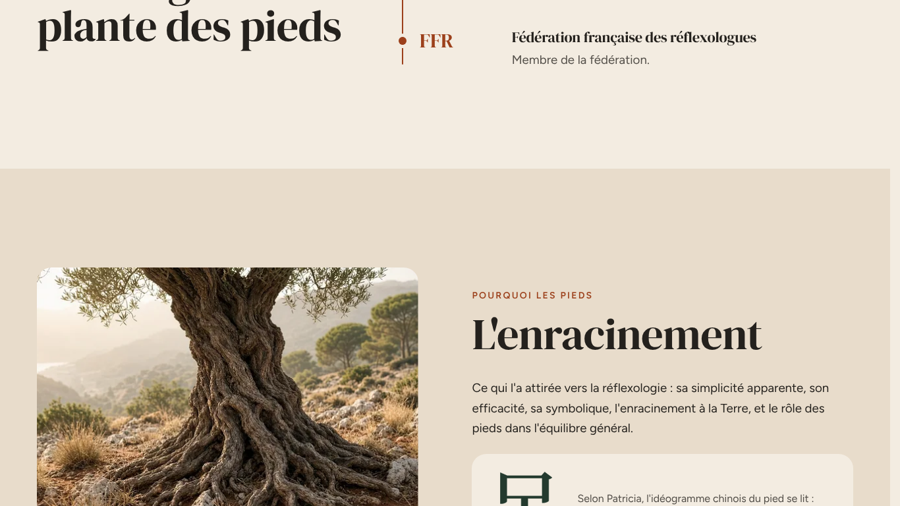 plante des pieds
FFR
Fédération française des réflexologues
Membre de la fédération.
POURQUOI LES PIEDS
L'enracinement
Ce qui l'a attirée vers la réflexologie : sa simplicité apparente, son
efficacité, sa symbolique, l'enracinement à la Terre, et le rôle des
pieds dans l'équilibre général.
Selon Patricia, l'idéogramme chinois du pied se lit :